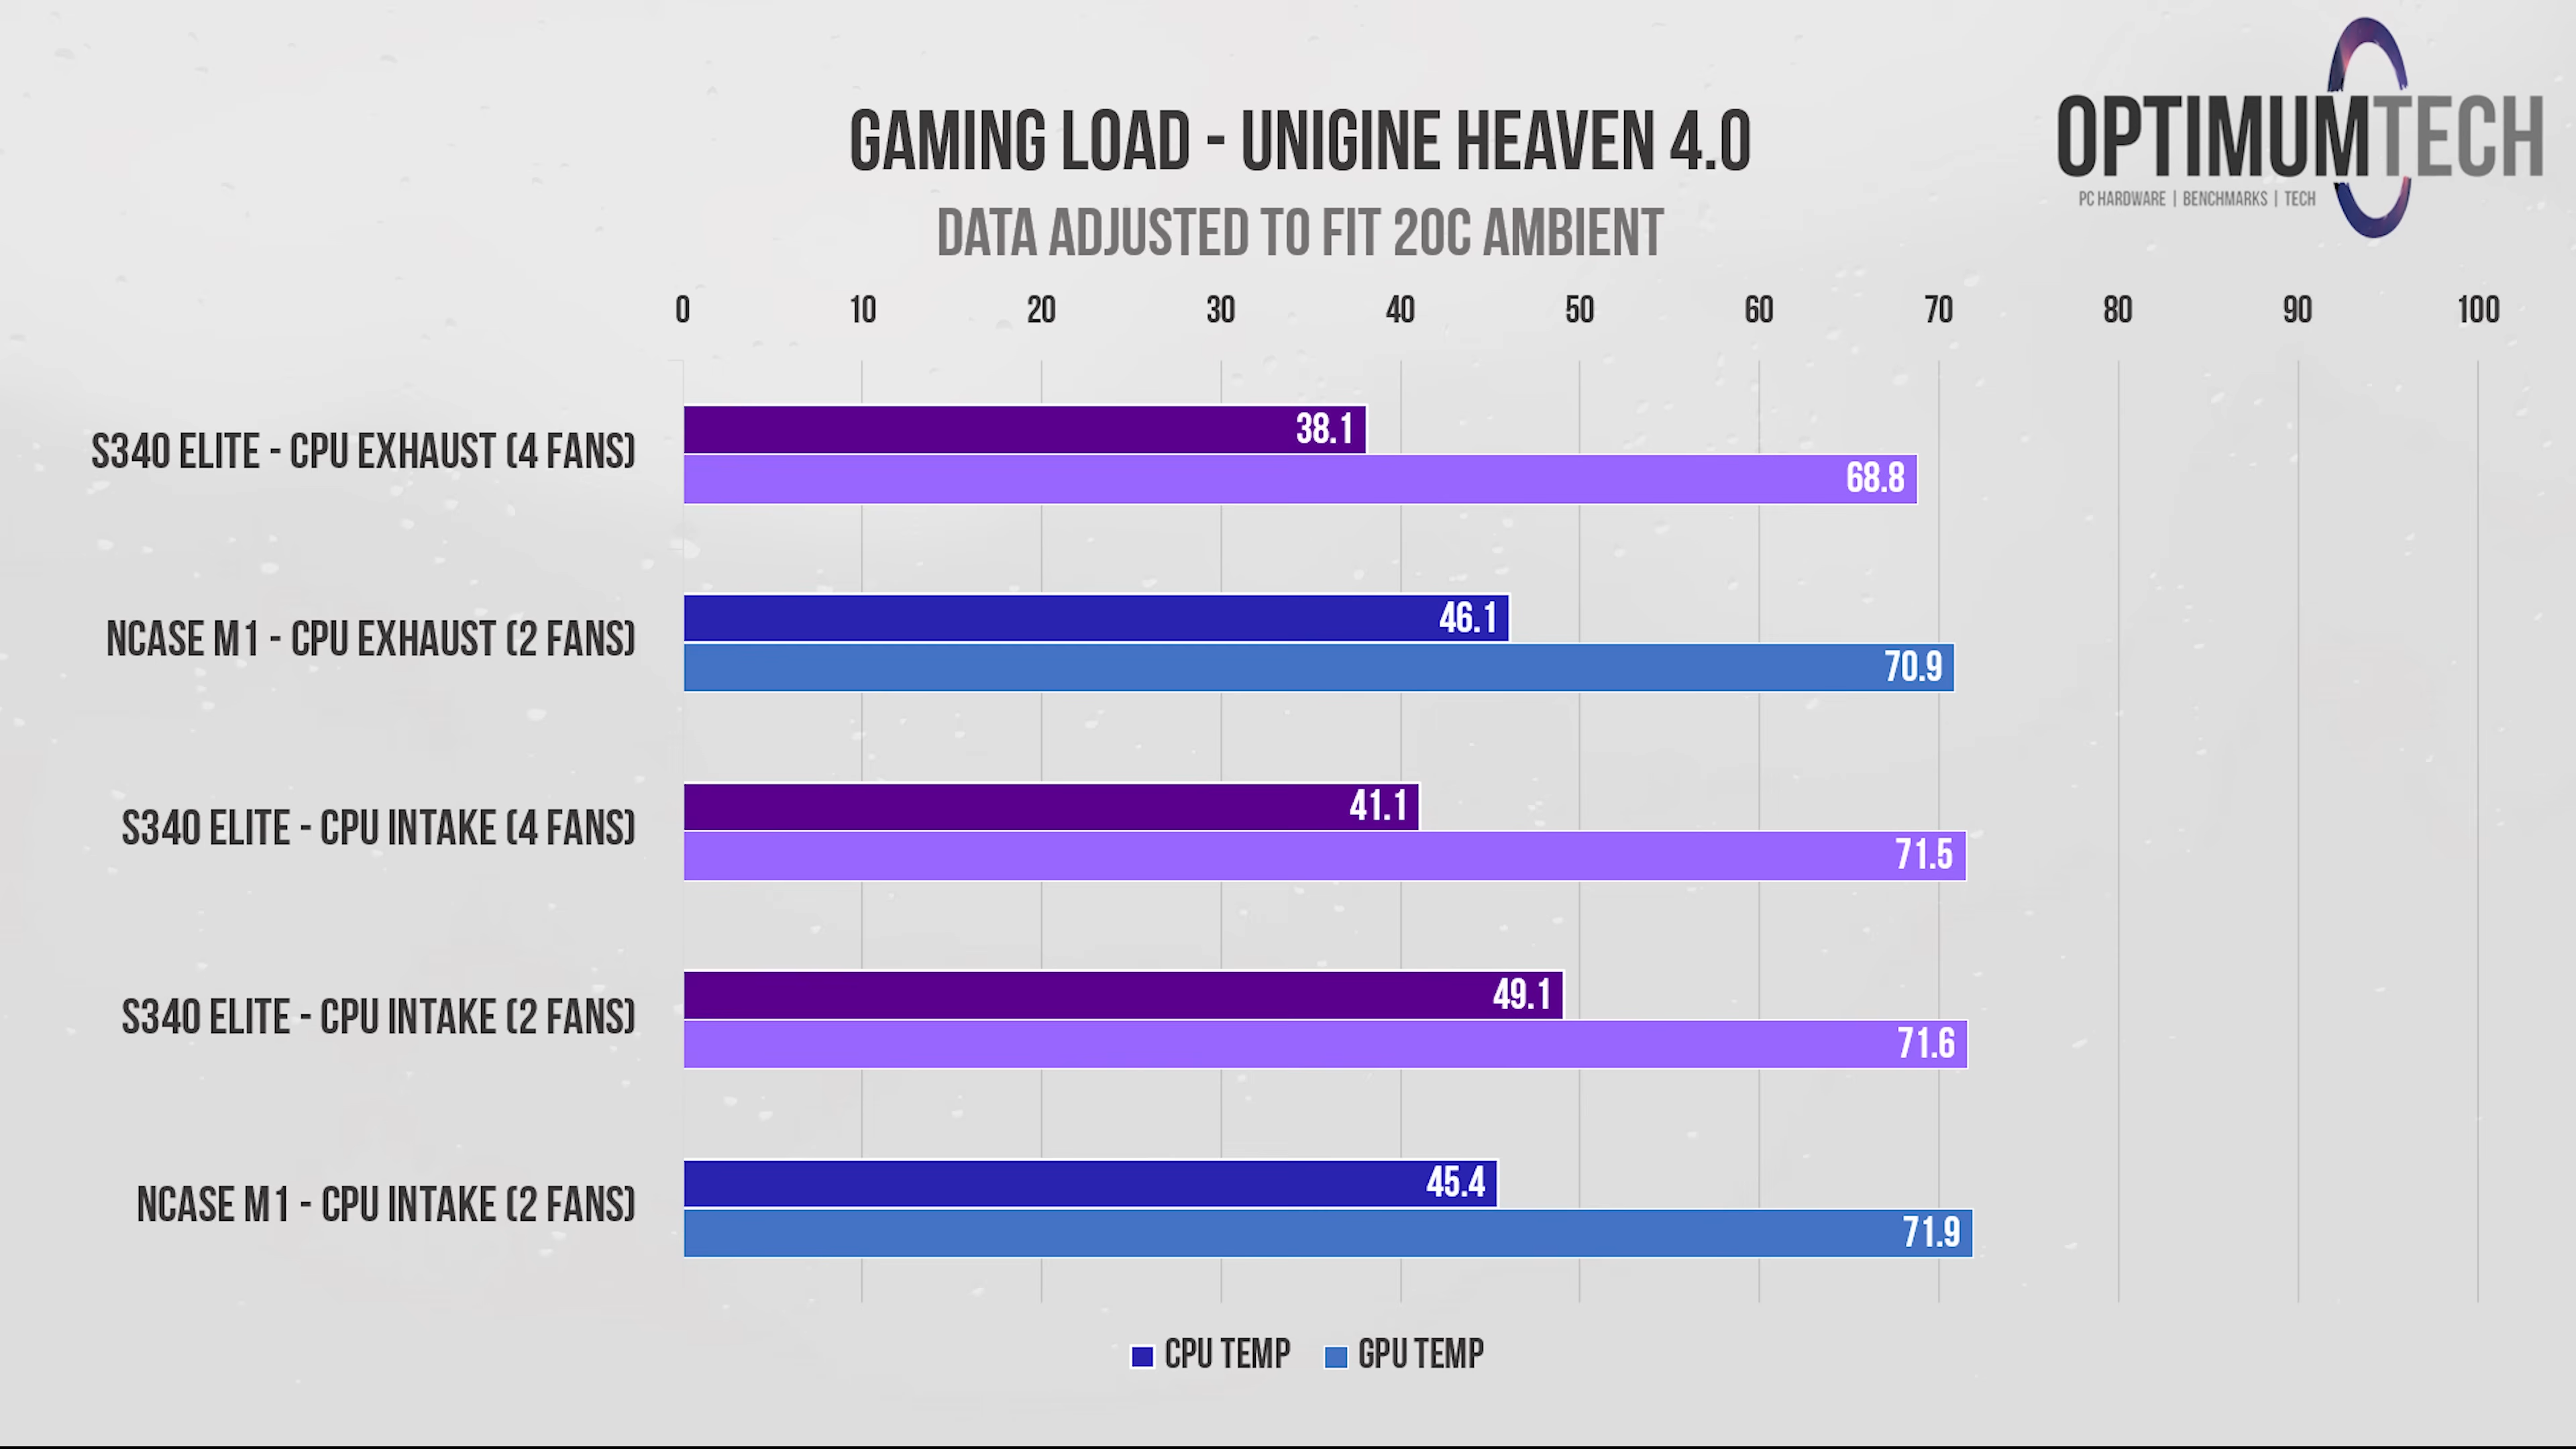 OPTIMUMTECH
PC HARDWARE | BENCHMARKS | TECH
GAMING LOAD - UNIGINE HEAVEN 4.0
DATA ADJUSTED TO FIT 20C AMBIENT
0 10 20 30 40 50 60 70 80 90 100
S340 ELITE - CPU EXHAUST (4 FANS)
38.1
68.8
NCASE M1 - CPU EXHAUST (2 FANS)
46.1
70.9
S340 ELITE - CPU INTAKE (4 FANS)
41.1
71.5
S340 ELITE - CPU INTAKE (2 FANS)
49.1
71.6
NCASE M1 - CPU INTAKE (2 FANS)
45.4
71.9
CPU TEMP GPU TEMP